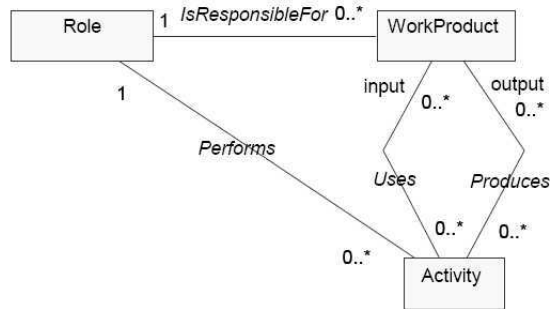 Role
1
IsResponsibleFor
0..*
WorkProduct
1
input
0..*
output
0..*
Performs
Uses
Produces
0..*
0..*
0..*
Activity